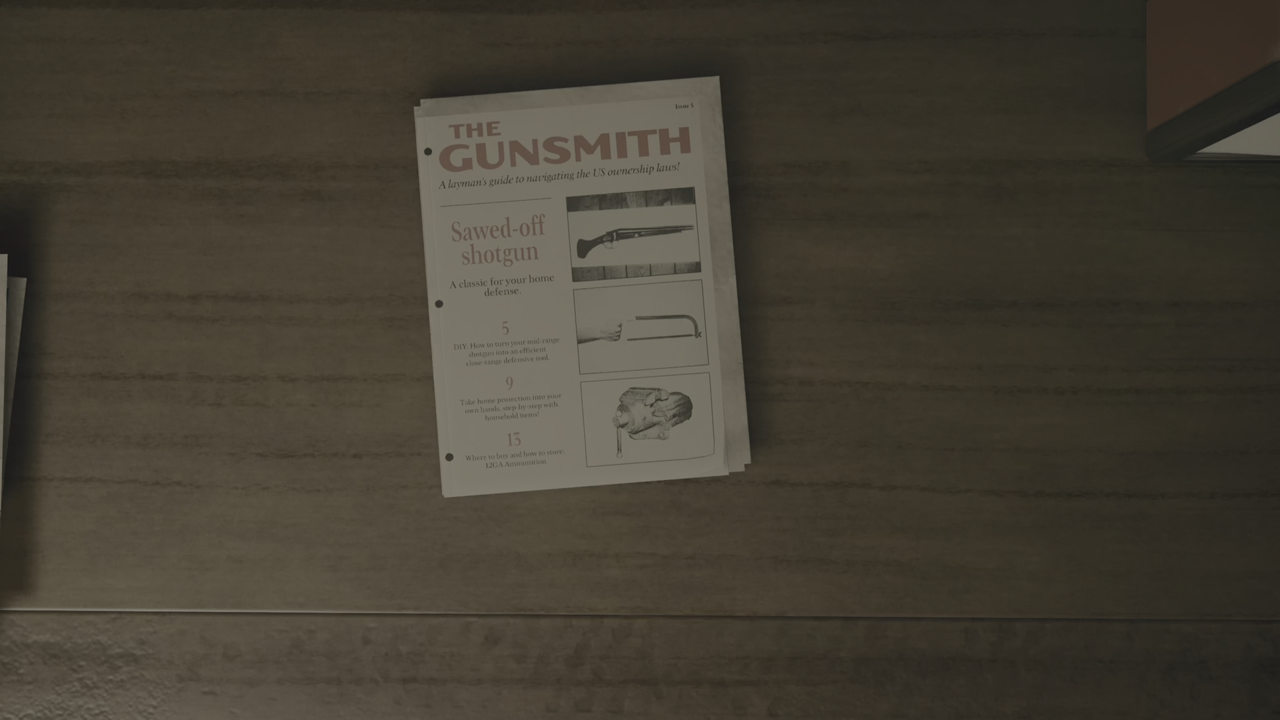 Issue 5
THE
GUNSMITH
A layman's guide to navigating the US ownership laws!
Sawed-off
shotgun
A classic for your home
defense.
5
DIY: How to turn your mid-range
shotgun into an efficient
close-range defensive tool.
9
Take home protection into your
own hands, step-by-step with
household items!
13
Where to buy and how to store:
12GA Ammunition